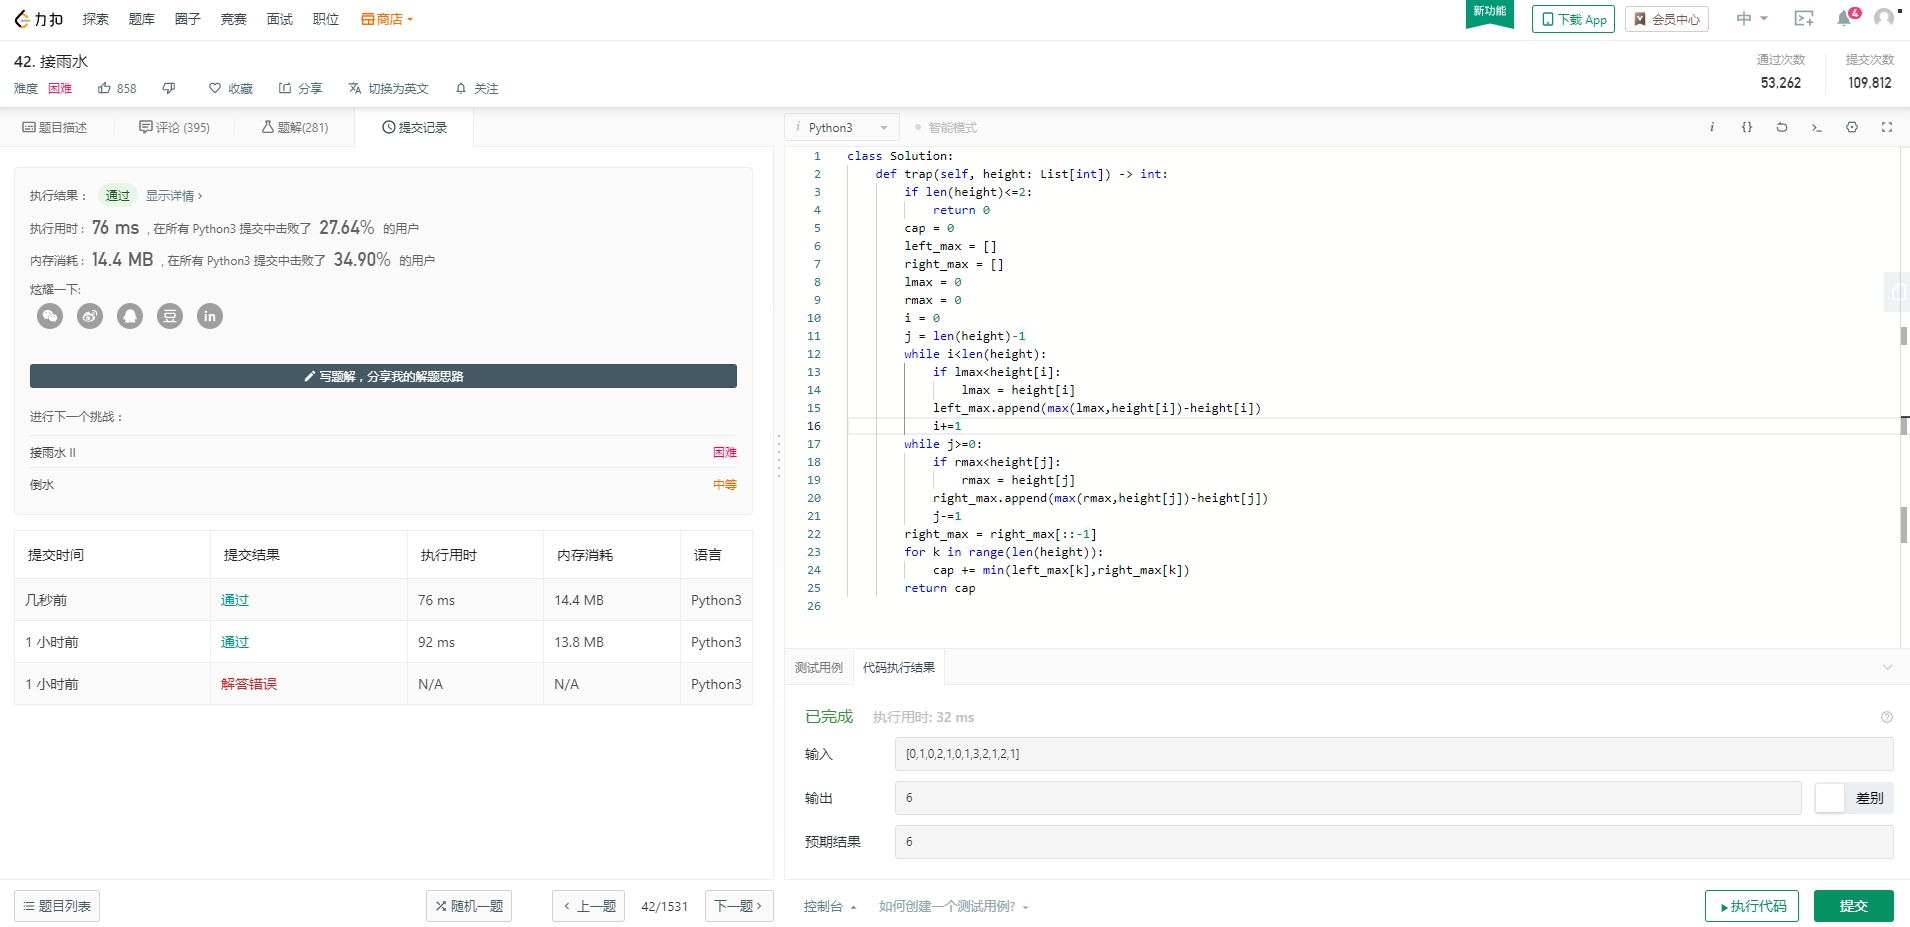 力扣 探索 题库 圈子 竞赛 面试 职位 商店 新功能 下载 App 会员中心 中 4
42. 接雨水
通过次数 提交次数
53,262 109,812
难度 困难 858 收藏 分享 切换为英文 关注
题目描述 评论 (395) 题解(281) 提交记录
i Python3 智能模式 i {}
执行结果： 通过 显示详情 ›
执行用时 : 76 ms , 在所有 Python3 提交中击败了 27.64% 的用户
内存消耗 : 14.4 MB , 在所有 Python3 提交中击败了 34.90% 的用户
炫耀一下:
豆 in
写题解，分享我的解题思路
进行下一个挑战：
接雨水 II 困难
倒水 中等
提交时间 提交结果 执行用时 内存消耗 语言
几秒前 通过 76 ms 14.4 MB Python3
1 小时前 通过 92 ms 13.8 MB Python3
1 小时前 解答错误 N/A N/A Python3
1 class Solution:
2 def trap(self, height: List[int]) -> int:
3 if len(height)<=2:
4 return 0
5 cap = 0
6 left_max = []
7 right_max = []
8 lmax = 0
9 rmax = 0
10 i = 0
11 j = len(height)-1
12 while i<len(height):
13 if lmax<height[i]:
14 lmax = height[i]
15 left_max.append(max(lmax,height[i])-height[i])
16 i+=1
17 while j>=0:
18 if rmax<height[j]:
19 rmax = height[j]
20 right_max.append(max(rmax,height[j])-height[j])
21 j-=1
22 right_max = right_max[::-1]
23 for k in range(len(height)):
24 cap += min(left_max[k],right_max[k])
25 return cap
26
测试用例 代码执行结果
已完成 执行用时: 32 ms
输入 [0,1,0,2,1,0,1,3,2,1,2,1]
输出 6 差别
预期结果 6
题目列表 随机一题 上一题 42/1531 下一题 控制台 如何创建一个测试用例? 执行代码 提交